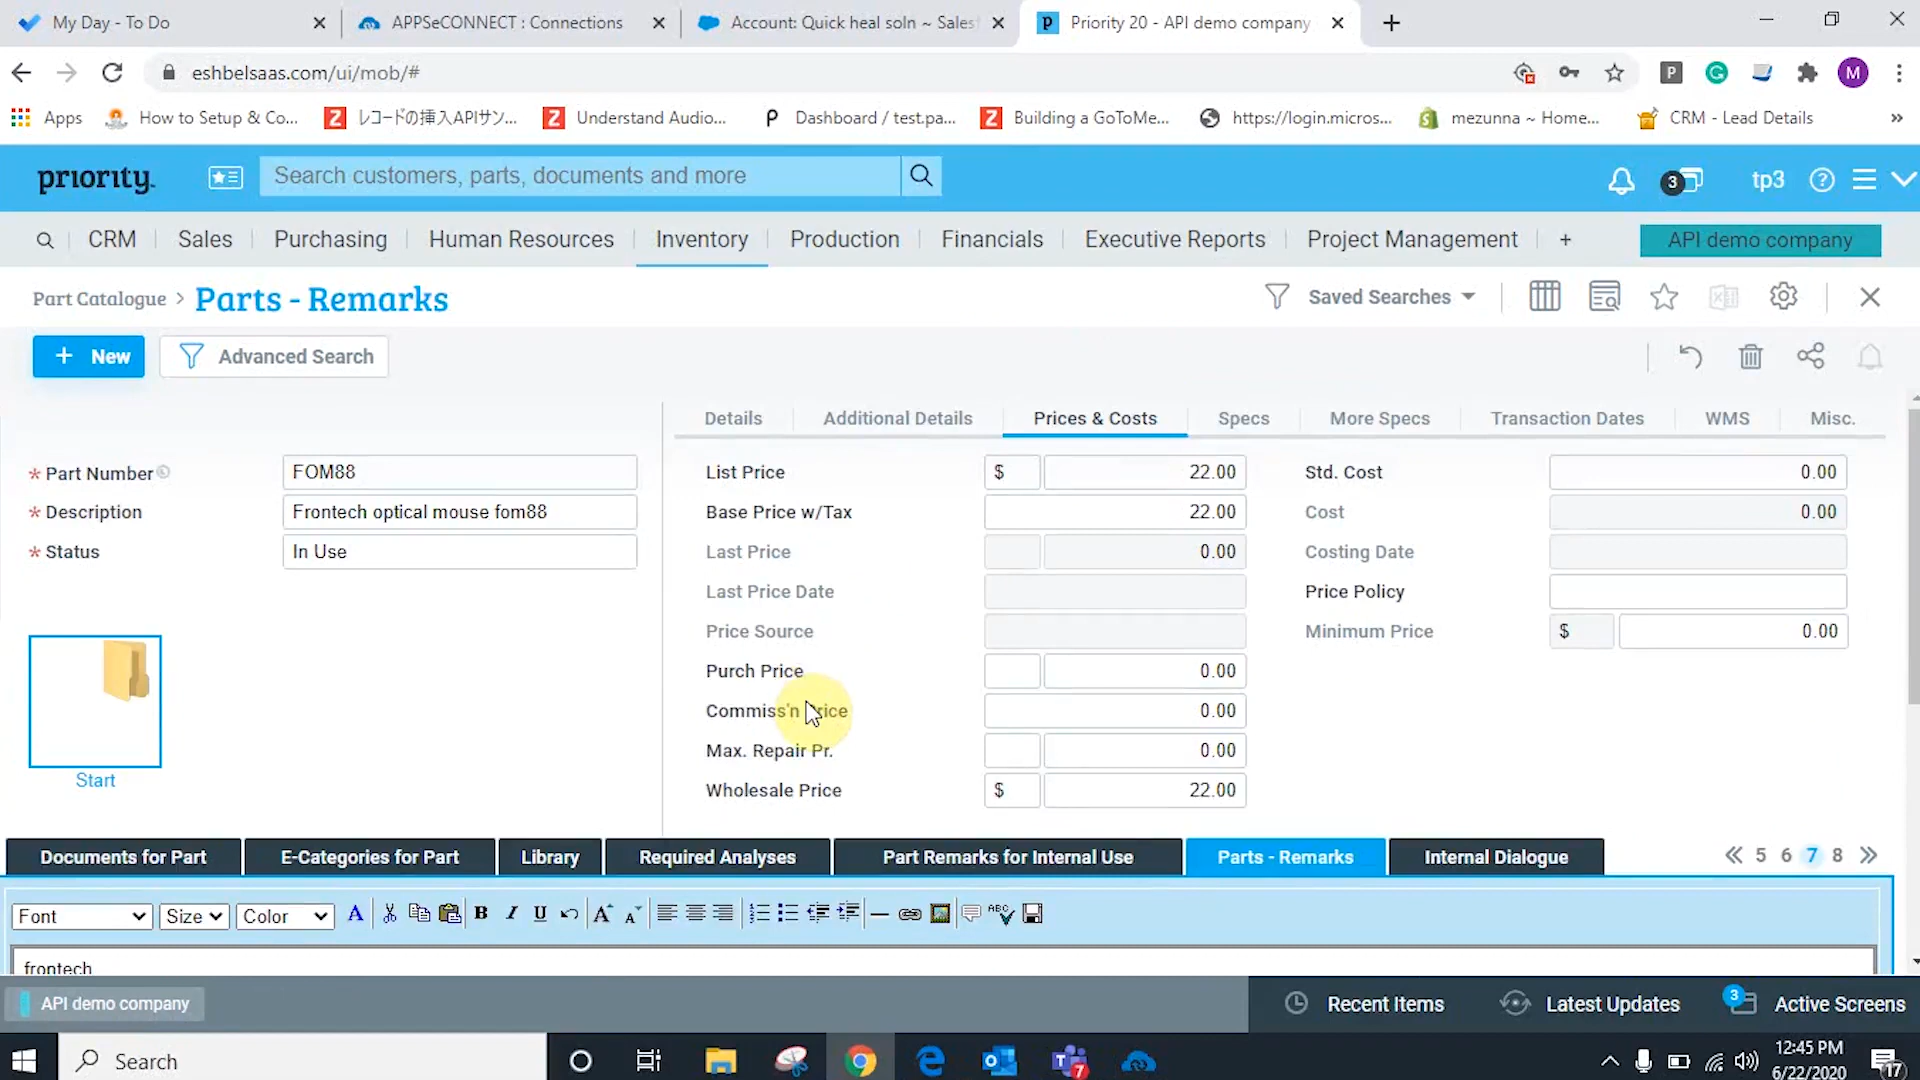 My Day - To Do
APPSeCONNECT : Connections
Account: Quick heal soln ~ Sales
Priority 20 - API demo company
eshbelsaas.com/ui/mob/#
P
M
Apps
How to Setup & Co...
レコードの挿入APIサン...
Understand Audio...
Dashboard / test.pa...
Building a GoToMe...
https://login.micros...
mezunna ~ Home...
CRM - Lead Details
»
priority.
Search customers, parts, documents and more
3
tp3
CRM
Sales
Purchasing
Human Resources
Inventory
Production
Financials
Executive Reports
Project Management
+
API demo company
Part Catalogue > Parts - Remarks
Saved Searches
+ New
Advanced Search
Details
Additional Details
Prices & Costs
Specs
More Specs
Transaction Dates
WMS
Misc.
* Part Number FOM88
* Description Frontech optical mouse fom88
* Status In Use
Start
List Price $ 22.00
Base Price w/Tax 22.00
Last Price 0.00
Last Price Date
Price Source
Purch Price 0.00
Commiss'n Price 0.00
Max. Repair Pr. 0.00
Wholesale Price $ 22.00
Std. Cost 0.00
Cost 0.00
Costing Date
Price Policy
Minimum Price $ 0.00
Documents for Part
E-Categories for Part
Library
Required Analyses
Part Remarks for Internal Use
Parts - Remarks
Internal Dialogue
« 5 6 7 8 »
Font
Size
Color
A
B I U
A A
ABC
frontech
API demo company
Recent Items
Latest Updates
3
Active Screens
Search
7
12:45 PM
6/22/2020
17